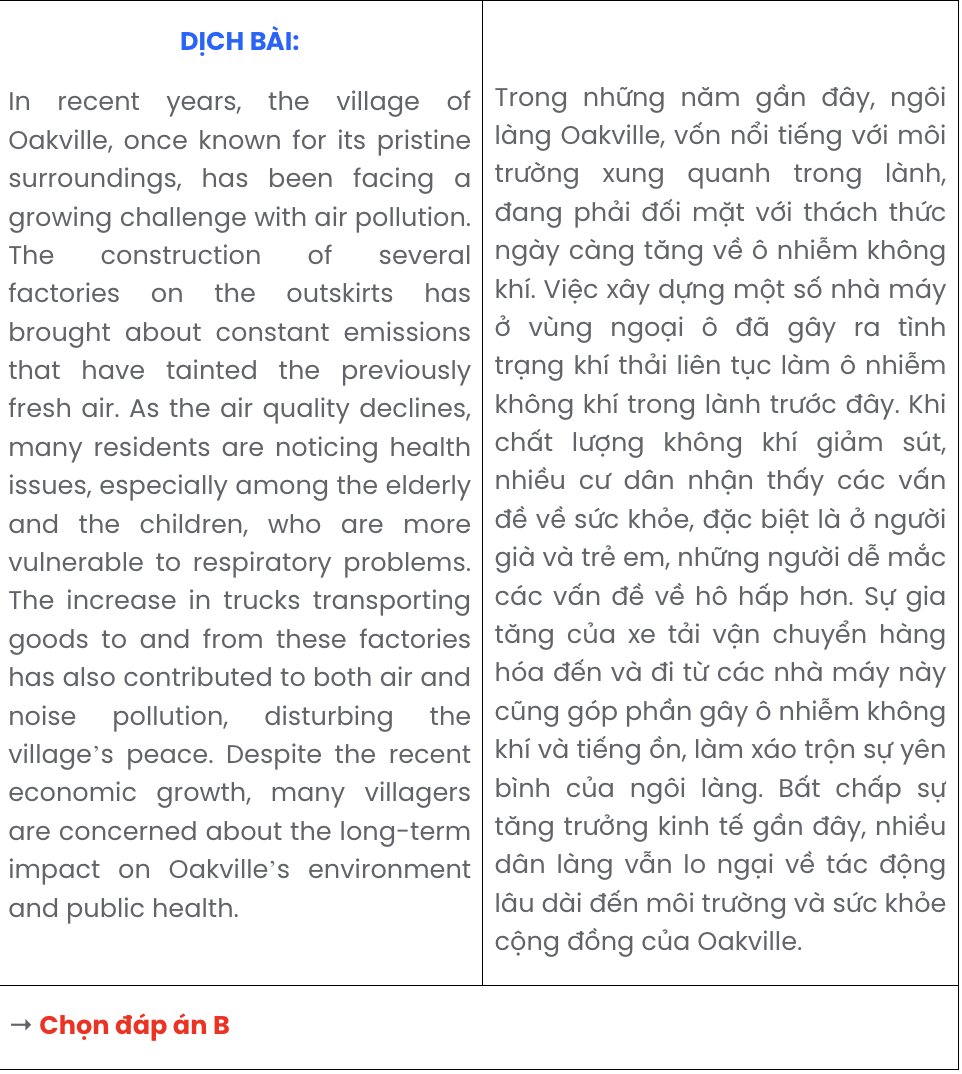 DỊCH BÀI:
In recent years, the village of
Oakville, once known for its pristine
surroundings, has been facing a
growing challenge with air pollution.
The construction of several
factories on the outskirts has
brought about constant emissions
that have tainted the previously
fresh air. As the air quality declines,
many residents are noticing health
issues, especially among the elderly
and the children, who are more
vulnerable to respiratory problems.
The increase in trucks transporting
goods to and from these factories
has also contributed to both air and
noise pollution, disturbing the
village’s peace. Despite the recent
economic growth, many villagers
are concerned about the long-term
impact on Oakville’s environment
and public health.
Trong những năm gần đây, ngôi
làng Oakville, vốn nổi tiếng với môi
trường xung quanh trong lành,
đang phải đối mặt với thách thức
ngày càng tăng về ô nhiễm không
khí. Việc xây dựng một số nhà máy
ở vùng ngoại ô đã gây ra tình
trạng khí thải liên tục làm ô nhiễm
không khí trong lành trước đây. Khi
chất lượng không khí giảm sút,
nhiều cư dân nhận thấy các vấn
đề về sức khỏe, đặc biệt là ở người
già và trẻ em, những người dễ mắc
các vấn đề về hô hấp hơn. Sự gia
tăng của xe tải vận chuyển hàng
hóa đến và đi từ các nhà máy này
cũng góp phần gây ô nhiễm không
khí và tiếng ồn, làm xáo trộn sự yên
bình của ngôi làng. Bất chấp sự
tăng trưởng kinh tế gần đây, nhiều
dân làng vẫn lo ngại về tác động
lâu dài đến môi trường và sức khỏe
cộng đồng của Oakville.
→ Chọn đáp án B